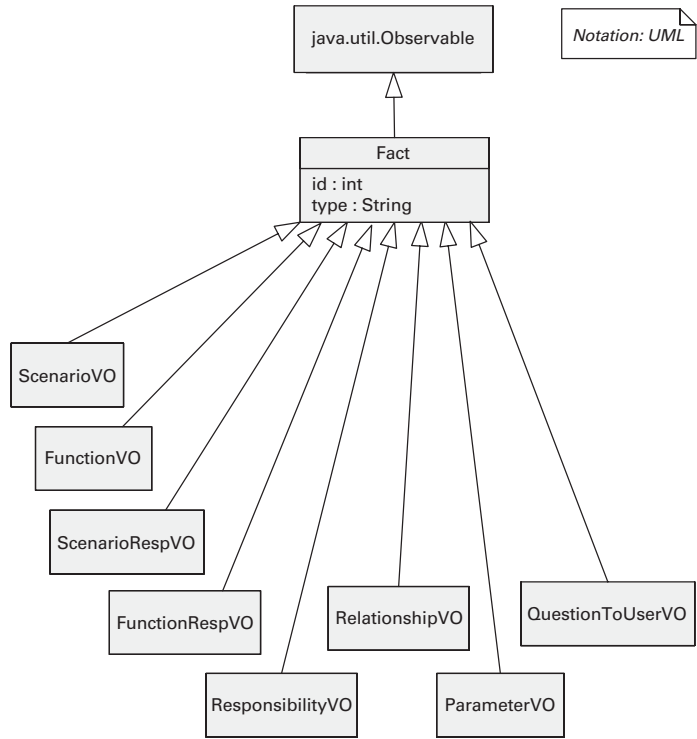 java.util.Observable
Notation: UML
Fact
id : int
type : String
ScenarioVO
FunctionVO
ScenarioRespVO
FunctionRespVO
RelationshipVO
QuestionToUserVO
ResponsibilityVO
ParameterVO